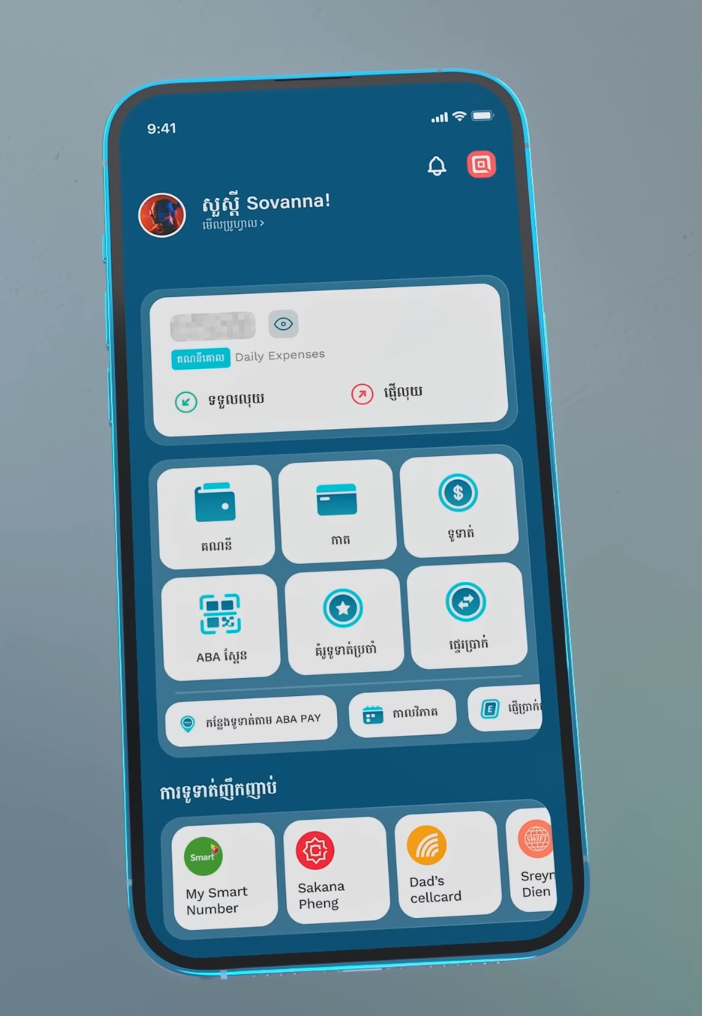 9:41
សួស្តី Sovanna!
មើលប្រូហ្វាល >
គណនីគោល Daily Expenses
ទទួលលុយ ផ្ញើលុយ
គណនី កាត ទូទាត់
ABA ស្កែន គំរូទូទាត់ប្រចាំ ផ្ទេរប្រាក់
កន្លែងទូទាត់តាម ABA PAY កាលវិភាគ ផ្ញើប្រាក់
ការទូទាត់ញឹកញាប់
Smart SWIFT
My Smart Number
Sakana Pheng
Dad's cellcard
Sreyn
Dien